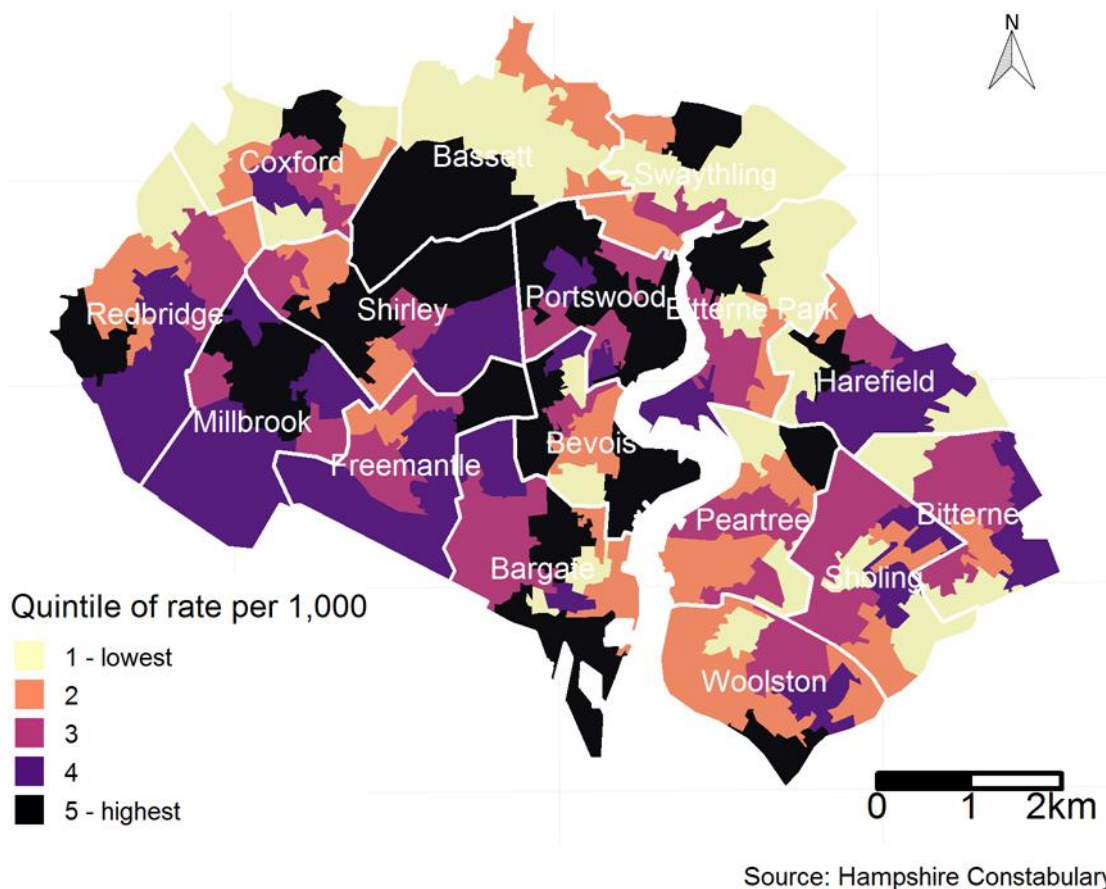 N
Coxford
Bassett
Swaythling
Redbridge
Shirley
Portswood
Bitterne Park
Harefield
Millbrook
Freemantle
Bevois
Peartree
Bitterne
Bargate
Sholing
Woolston
Quintile of rate per 1,000
1 - lowest
2
3
4
5 - highest
0 1 2km
Source: Hampshire Constabulary